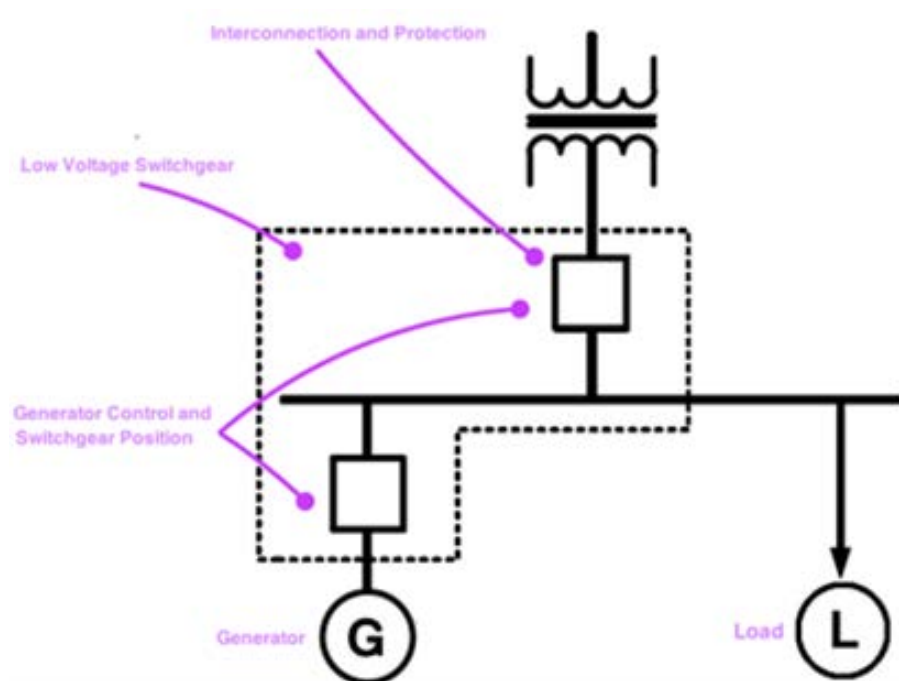 Interconnection and Protection
Low Voltage Switchgear
Generator Control and
Switchgear Position
Generator
G
Load
L